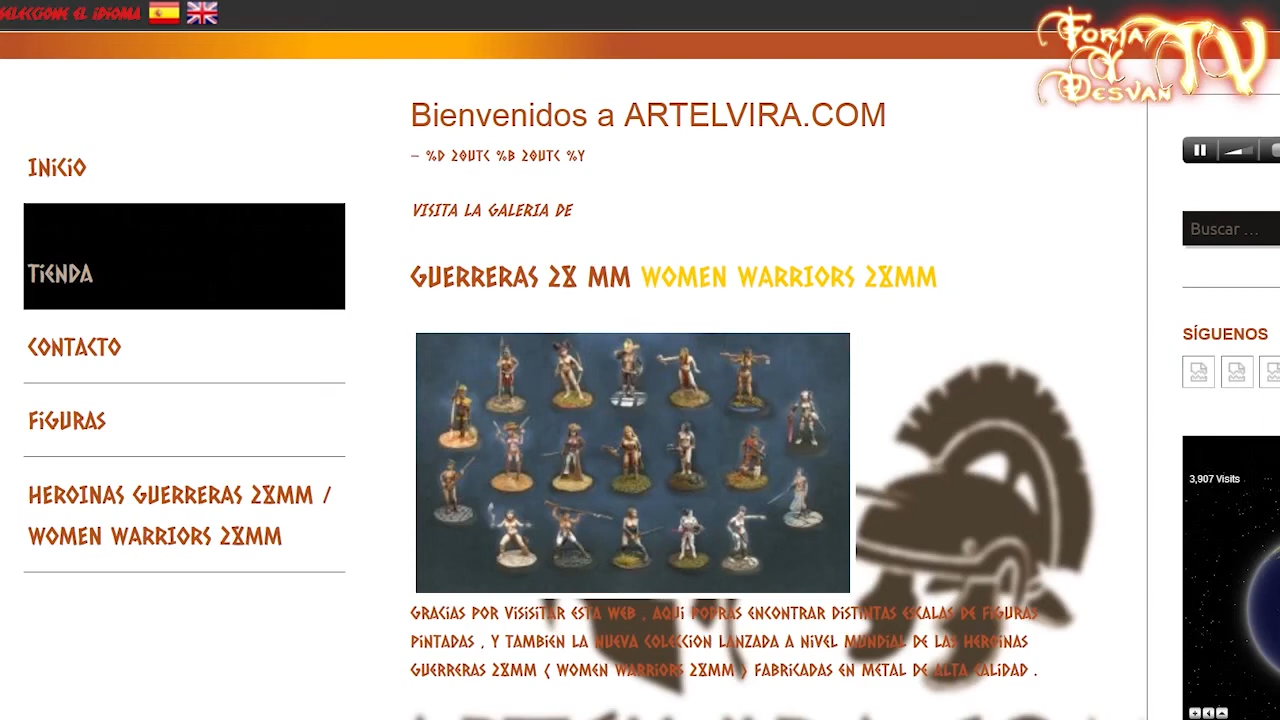 SELECCIONE EL IDIOMA
FORJA
Y
DESVAN
TV
Bienvenidos a ARTELVIRA.COM
– %D 20UTC %B 20UTC %Y
INICIO
VISITA LA GALERIA DE
Buscar ...
TIENDA
GUERRERAS 28 MM WOMEN WARRIORS 28MM
SÍGUENOS
CONTACTO
FIGURAS
3,907 Visits
HEROINAS GUERRERAS 28MM /
WOMEN WARRIORS 28MM
GRACIAS POR VISISITAR ESTA WEB , AQUI PODRAS ENCONTRAR DISTINTAS ESCALAS DE FIGURAS
PINTADAS , Y TAMBIEN LA NUEVA COLECCION LANZADA A NIVEL MUNDIAL DE LAS HEROINAS
GUERRERAS 28MM ( WOMEN WARRIORS 28MM ) FABRICADAS EN METAL DE ALTA CALIDAD .